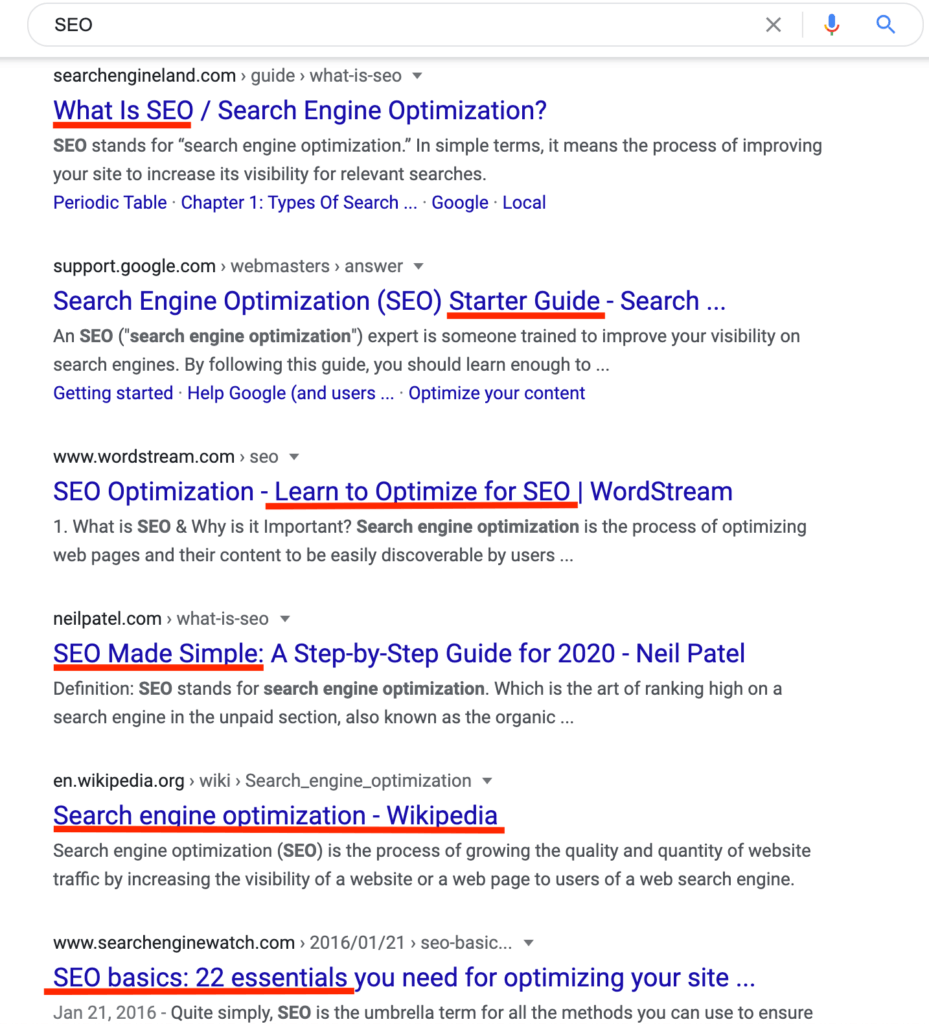 SEO
searchengineland.com › guide › what-is-seo
What Is SEO / Search Engine Optimization?
SEO stands for “search engine optimization.” In simple terms, it means the process of improving
your site to increase its visibility for relevant searches.
Periodic Table · Chapter 1: Types Of Search ... · Google · Local
support.google.com › webmasters › answer
Search Engine Optimization (SEO) Starter Guide - Search ...
An SEO ("search engine optimization") expert is someone trained to improve your visibility on
search engines. By following this guide, you should learn enough to ...
Getting started · Help Google (and users ... · Optimize your content
www.wordstream.com › seo
SEO Optimization - Learn to Optimize for SEO | WordStream
1. What is SEO & Why is it Important? Search engine optimization is the process of optimizing
web pages and their content to be easily discoverable by users ...
neilpatel.com › what-is-seo
SEO Made Simple: A Step-by-Step Guide for 2020 - Neil Patel
Definition: SEO stands for search engine optimization. Which is the art of ranking high on a
search engine in the unpaid section, also known as the organic ...
en.wikipedia.org › wiki › Search_engine_optimization
Search engine optimization - Wikipedia
Search engine optimization (SEO) is the process of growing the quality and quantity of website
traffic by increasing the visibility of a website or a web page to users of a web search engine.
www.searchenginewatch.com › 2016/01/21 › seo-basic...
SEO basics: 22 essentials you need for optimizing your site ...
Jan 21, 2016 - Quite simply, SEO is the umbrella term for all the methods you can use to ensure